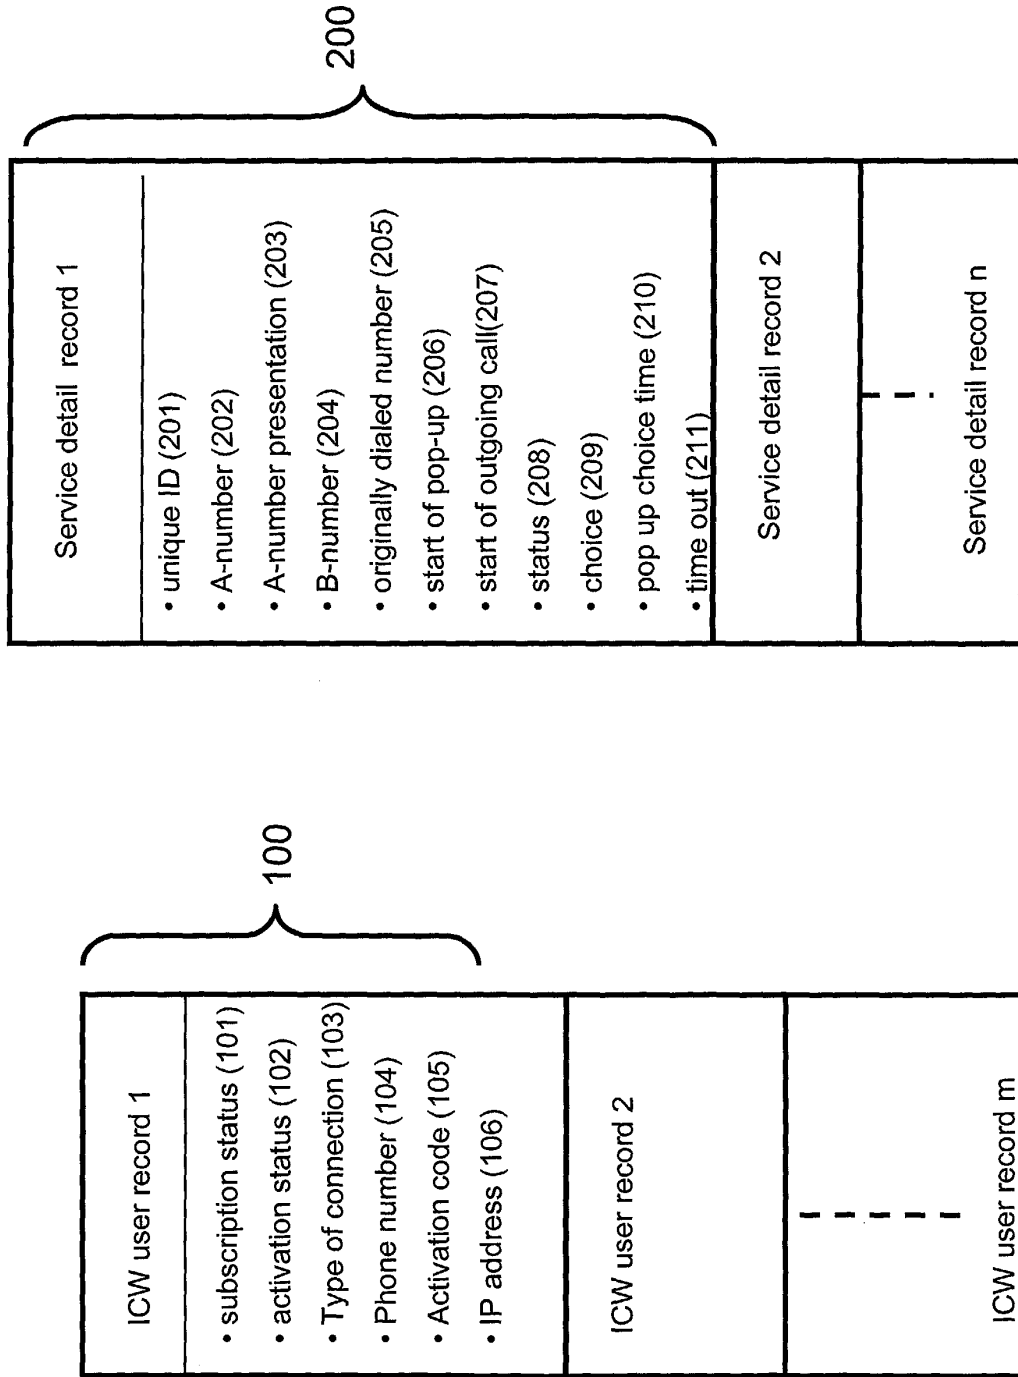 ICW user record 1
• subscription status (101)
• activation status (102)
• Type of connection (103)
• Phone number (104)
• Activation code (105)
• IP address (106)
ICW user record 2
ICW user record m
100
Service detail record 1
• unique ID (201)
• A-number (202)
• A-number presentation (203)
• B-number (204)
• originally dialed number (205)
• start of pop-up (206)
• start of outgoing call(207)
• status (208)
• choice (209)
• pop up choice time (210)
• time out (211)
Service detail record 2
Service detail record n
200